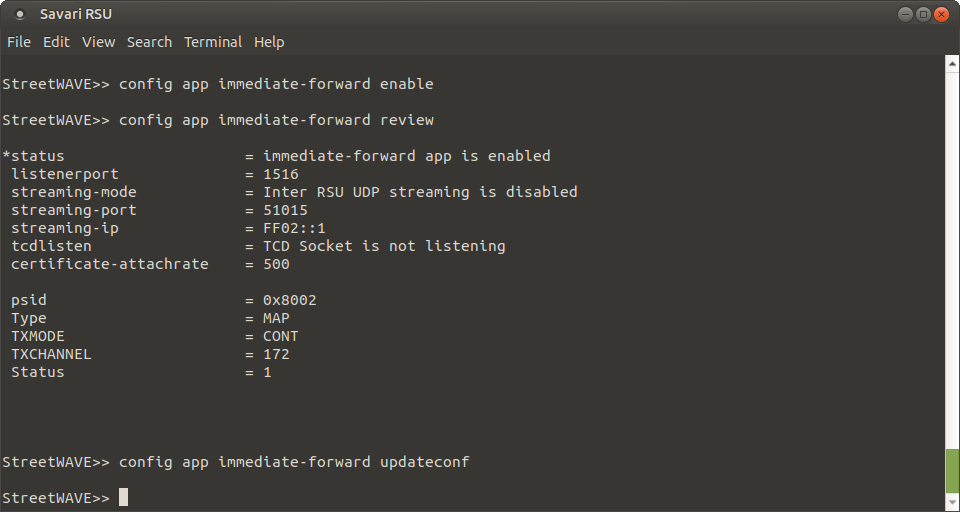 Savari RSU
File Edit View Search Terminal Help
StreetWAVE>> config app immediate-forward enable
StreetWAVE>> config app immediate-forward review
*status = immediate-forward app is enabled
listenerport = 1516
streaming-mode = Inter RSU UDP streaming is disabled
streaming-port = 51015
streaming-ip = FF02::1
tcdlisten = TCD Socket is not listening
certificate-attachrate = 500
psid = 0x8002
Type = MAP
TXMODE = CONT
TXCHANNEL = 172
Status = 1
StreetWAVE>> config app immediate-forward updateconf
StreetWAVE>>